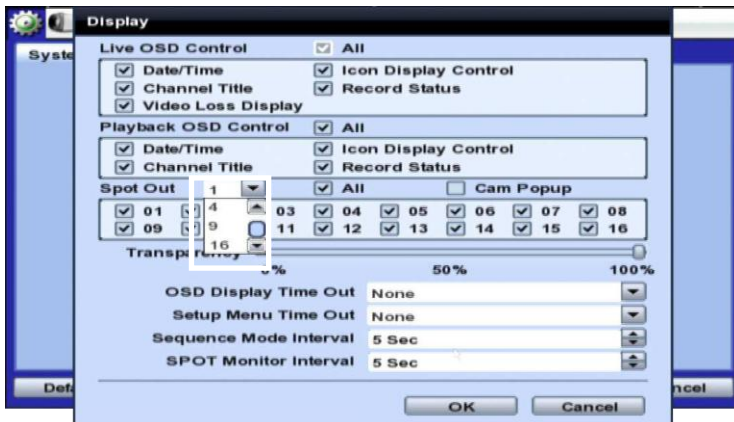 Display
Syste
Live OSD Control All
Date/Time Icon Display Control
Channel Title Record Status
Video Loss Display
Playback OSD Control All
Date/Time Icon Display Control
Channel Title Record Status
Spot Out 1 All Cam Popup
01 4 03 04 05 06 07 08
09 9 11 12 13 14 15 16
16
Transparency
0% 50% 100%
OSD Display Time Out None
Setup Menu Time Out None
Sequence Mode Interval 5 Sec
SPOT Monitor Interval 5 Sec
Defa OK Cancel ncel